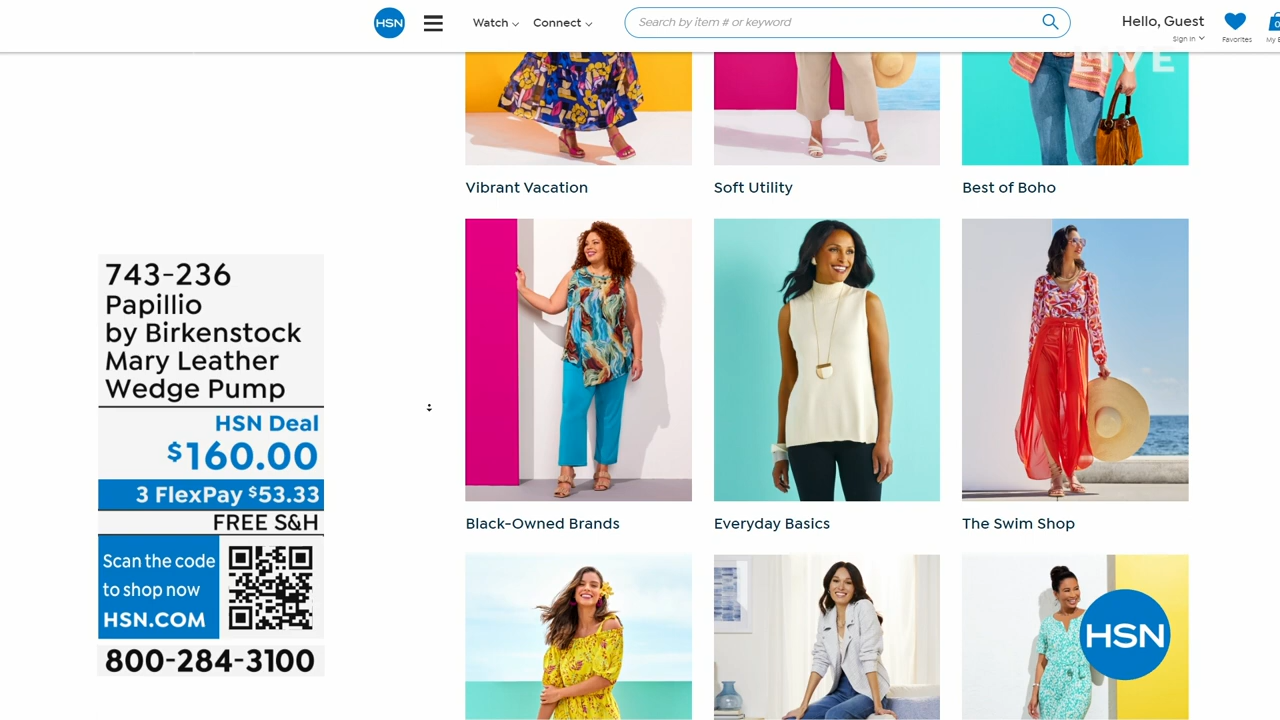 HSN
Watch
Connect
Search by item # or keyword
Hello, Guest
Sign In
Favorites
0
LIVE
Vibrant Vacation
Soft Utility
Best of Boho
743-236
Papillio
by Birkenstock
Mary Leather
Wedge Pump
HSN Deal
$160.00
3 FlexPay $53.33
FREE S&H
Scan the code
to shop now
HSN.COM
800-284-3100
Black-Owned Brands
Everyday Basics
The Swim Shop
HSN